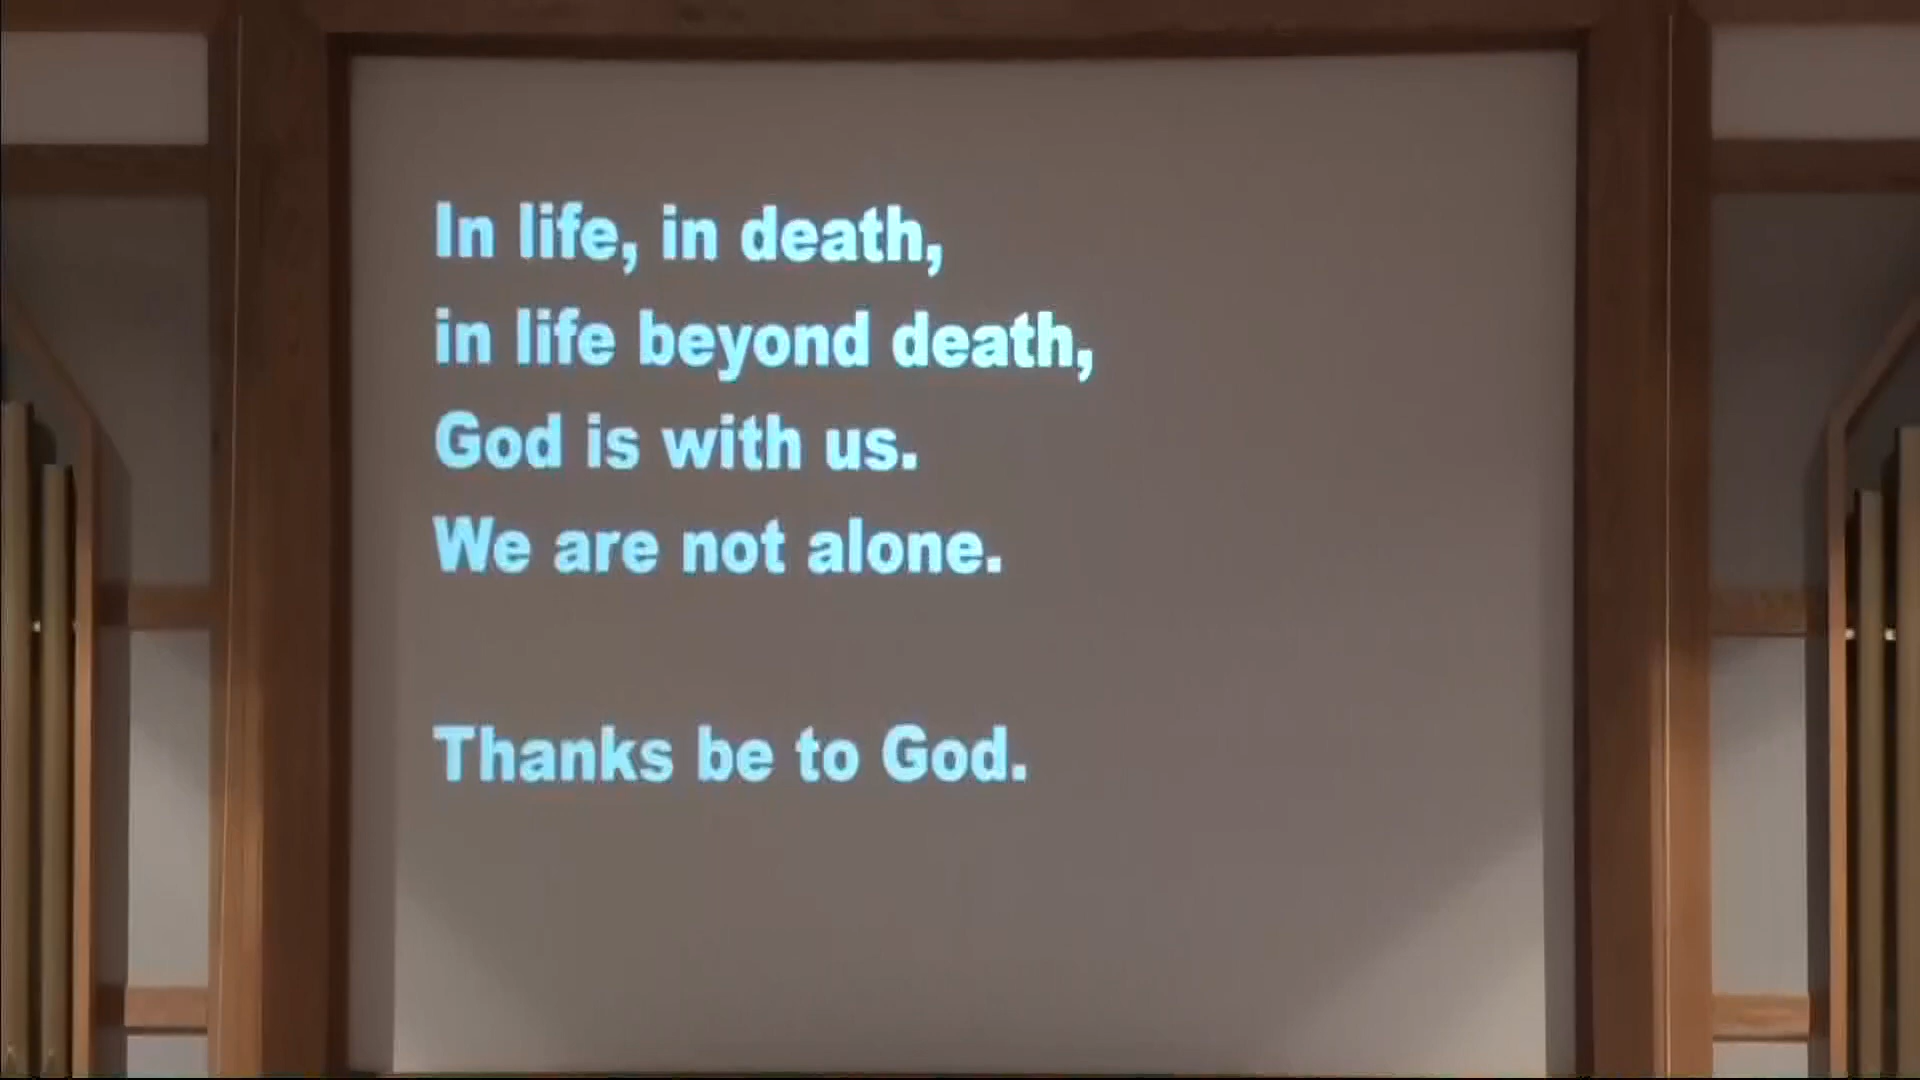 In life, in death,
in life beyond death,
God is with us.
We are not alone.
Thanks be to God.